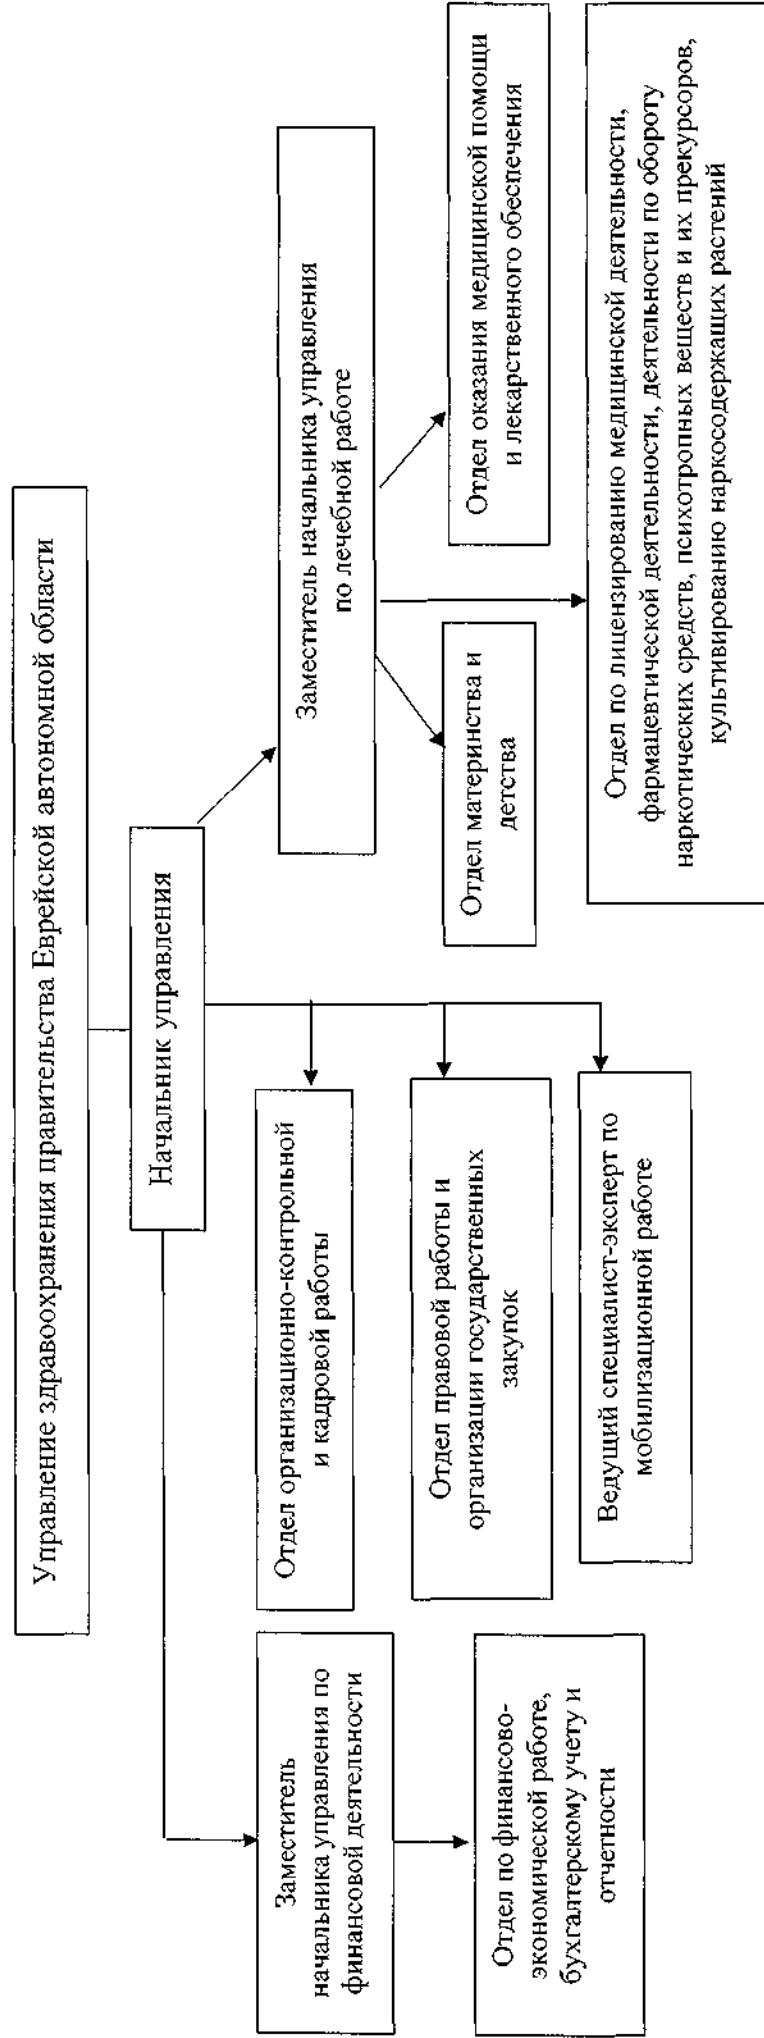 Управление здравоохранения правительства Еврейской автономной области
Начальник управления
Заместитель
начальника управления по
финансовой деятельности
Отдел по финансово-
экономической работе,
бухгалтерскому учету и
отчетности
Отдел организационно-контрольной
и кадровой работы
Отдел правовой работы и
организации государственных
закупок
Ведущий специалист-эксперт по
мобилизационной работе
Заместитель начальника управления
по лечебной работе
Отдел материнства и
детства
Отдел оказания медицинской помощи
и лекарственного обеспечения
Отдел по лицензированию медицинской деятельности,
фармацевтической деятельности, деятельности по обороту
наркотических средств, психотропных веществ и их прекурсоров,
культивированию наркосодержащих растений